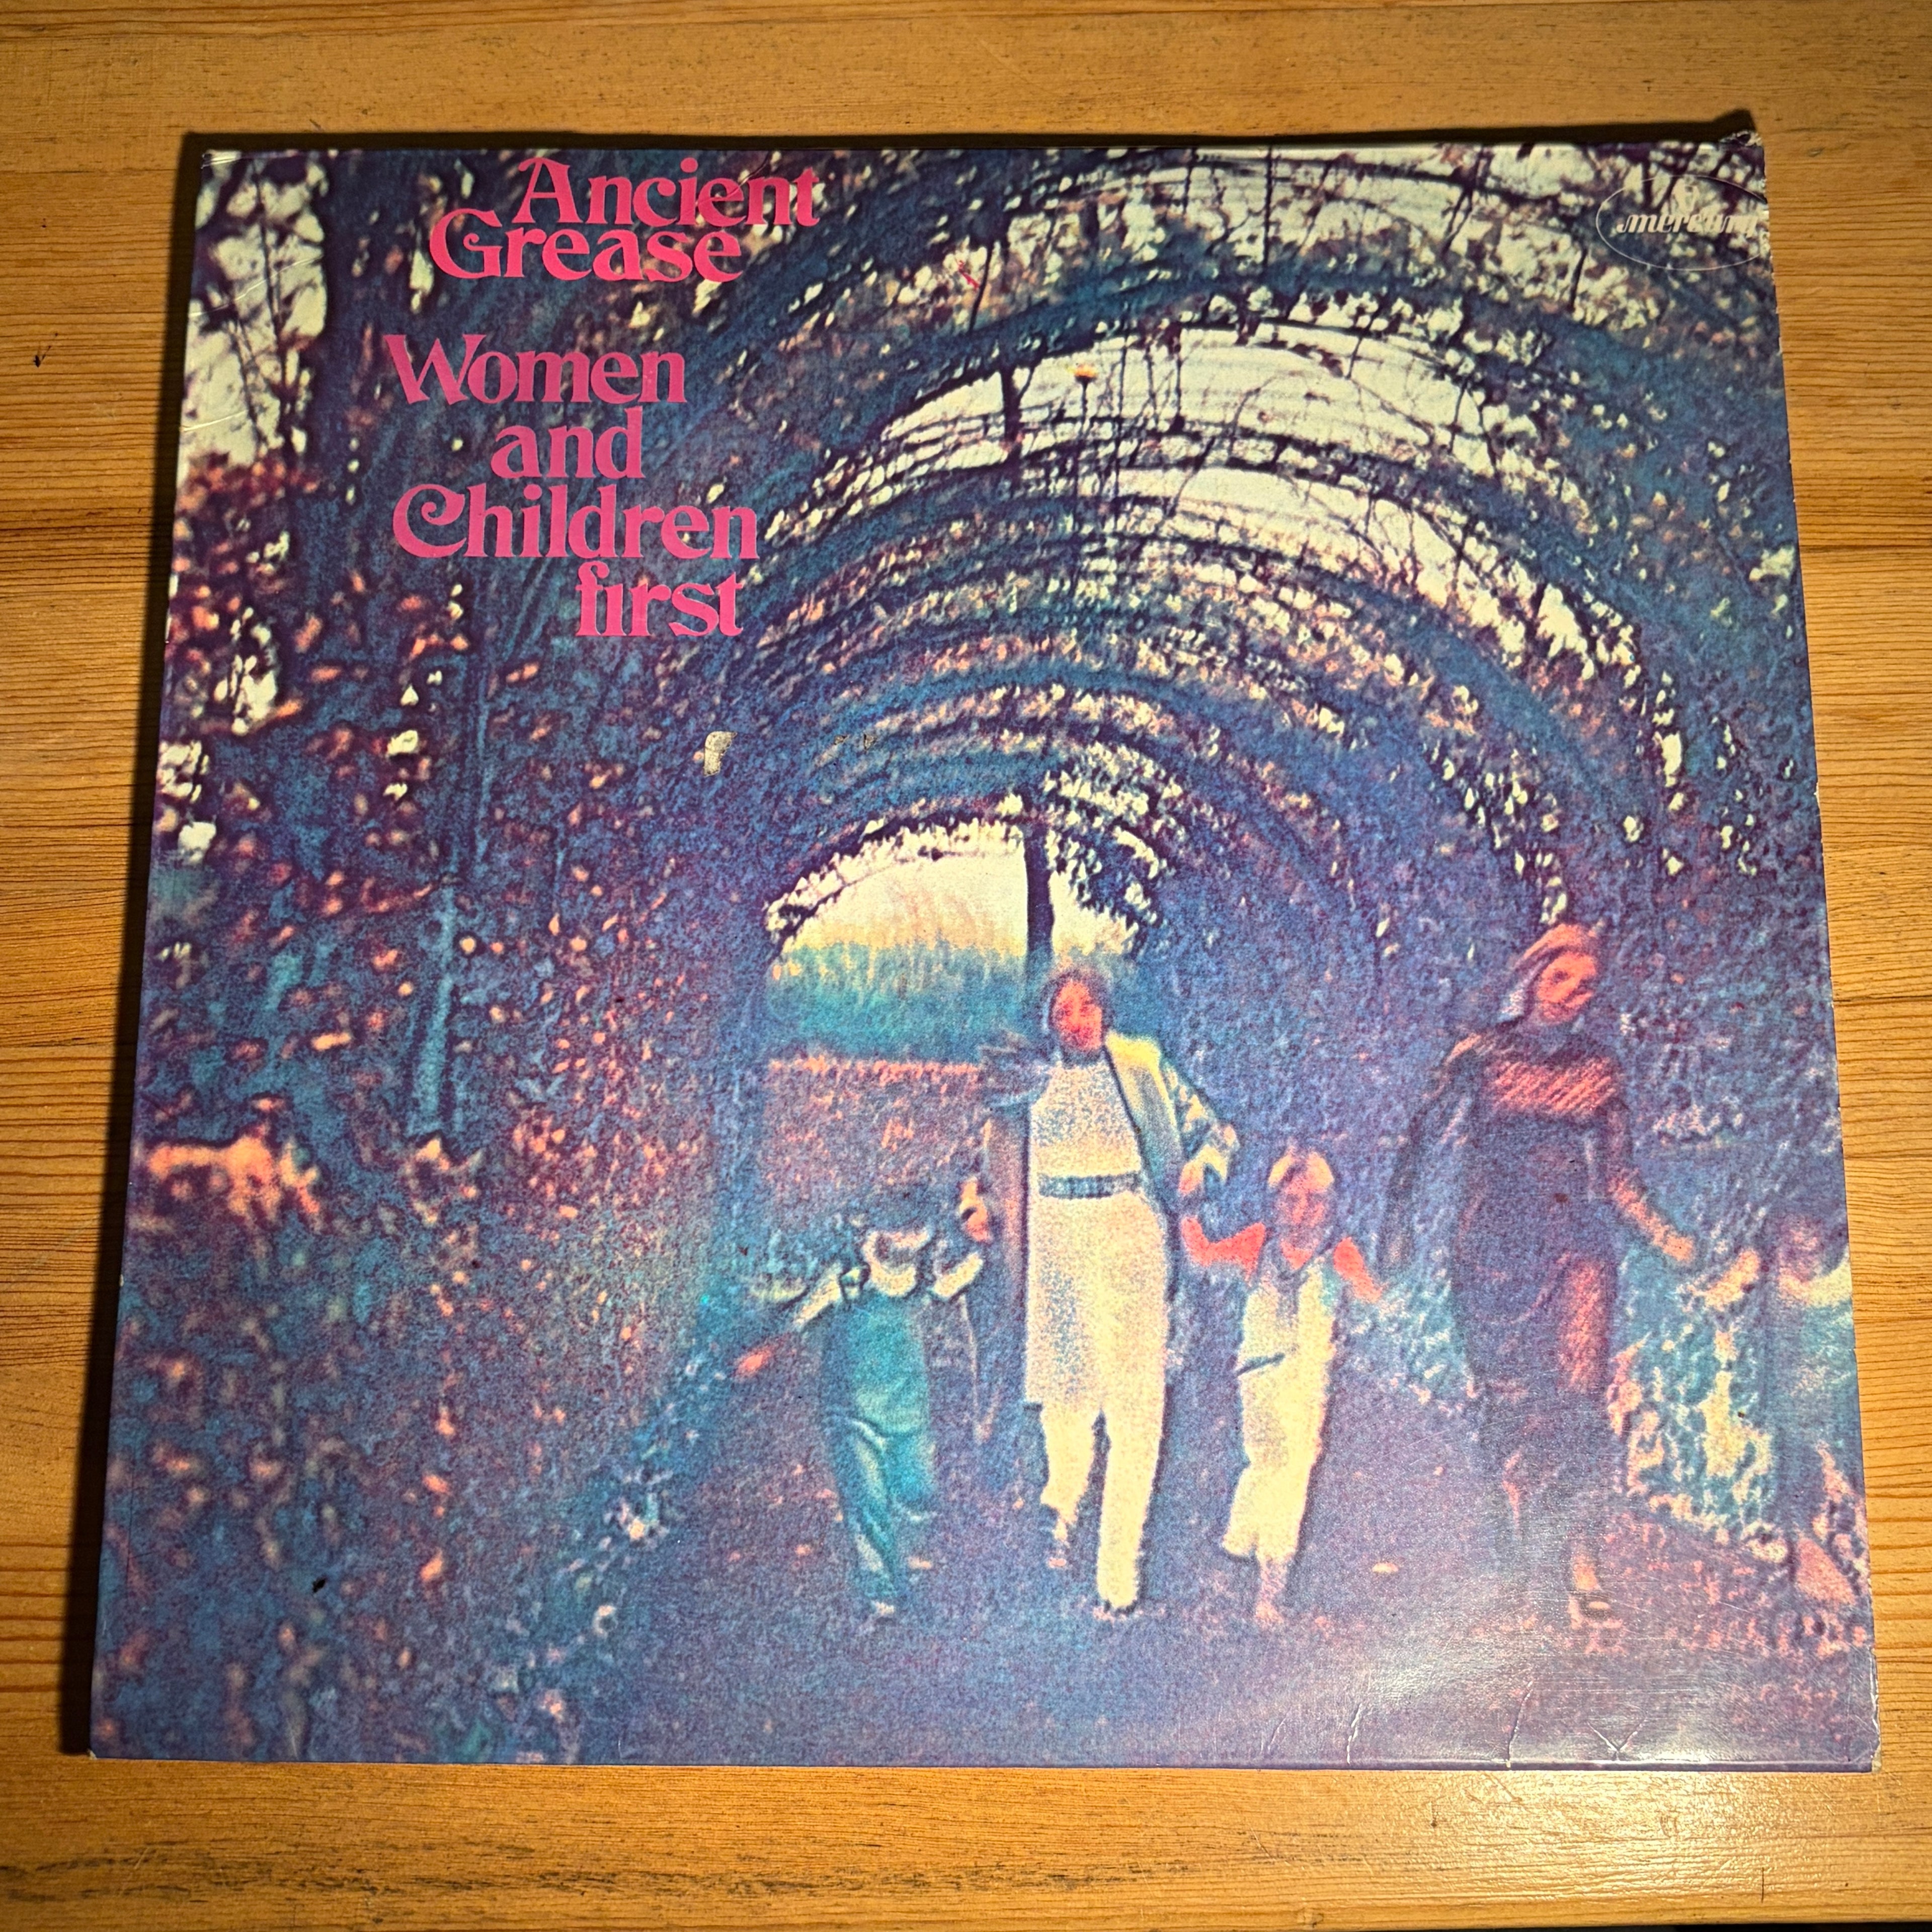 Ancient
Grease
mercury
Women
and
Children
first